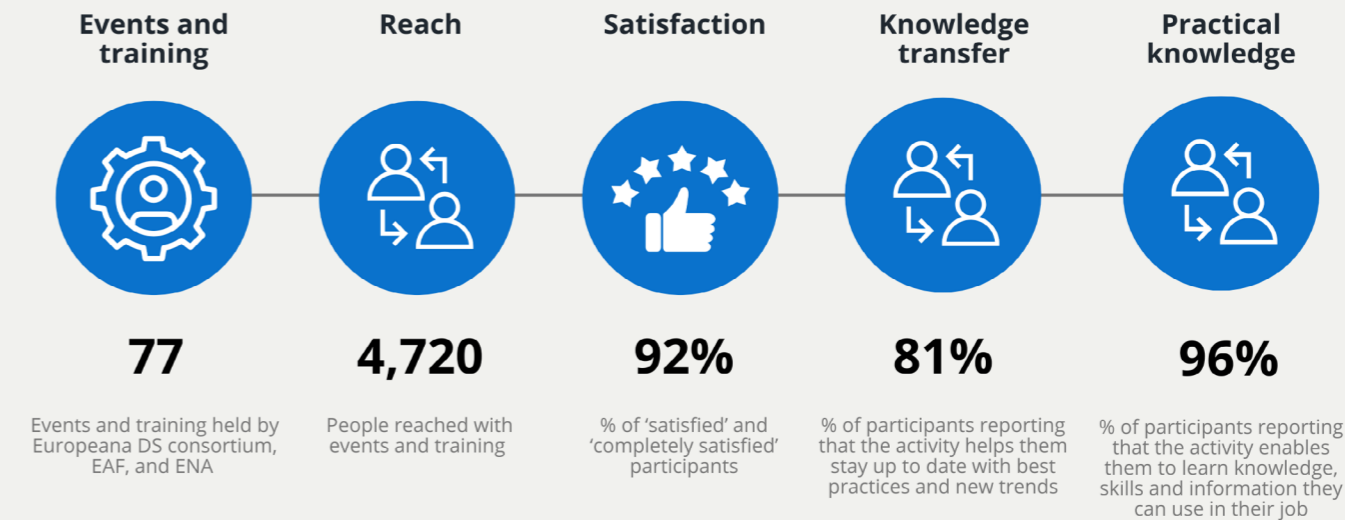 Events and
training
Reach
Satisfaction
Knowledge
transfer
Practical
knowledge
77
4,720
92%
81%
96%
Events and training held by
Europeana DS consortium,
EAF, and ENA
People reached with
events and training
% of ‘satisfied’ and
‘completely satisfied’
participants
% of participants reporting
that the activity helps them
stay up to date with best
practices and new trends
% of participants reporting
that the activity enables
them to learn knowledge,
skills and information they
can use in their job